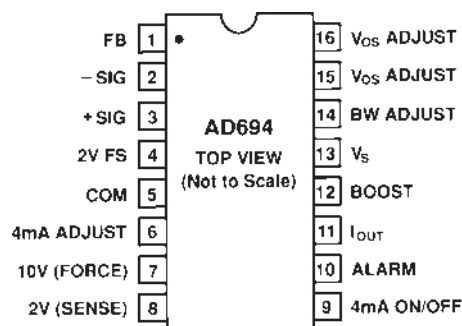 FB 1
– SIG 2
+ SIG 3
2V FS 4
COM 5
4mA ADJUST 6
10V (FORCE) 7
2V (SENSE) 8
AD694
TOP VIEW
(Not to Scale)
16 VOS ADJUST
15 VOS ADJUST
14 BW ADJUST
13 VS
12 BOOST
11 IOUT
10 ALARM
9 4mA ON/OFF